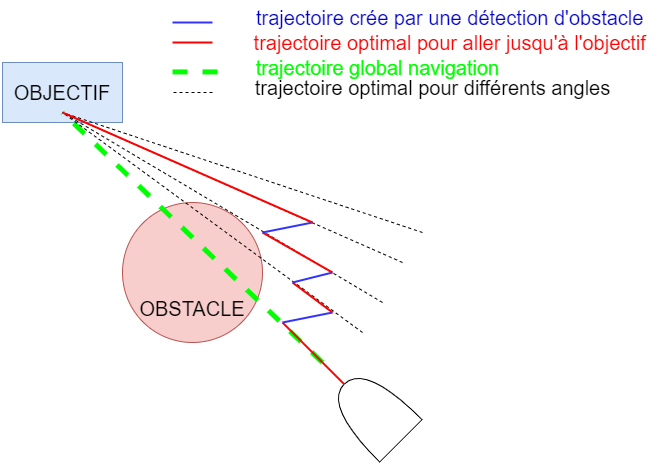 trajectoire crée par une détection d'obstacle
trajectoire optimal pour aller jusqu'à l'objectif
trajectoire global navigation
trajectoire optimal pour différents angles
OBJECTIF
OBSTACLE